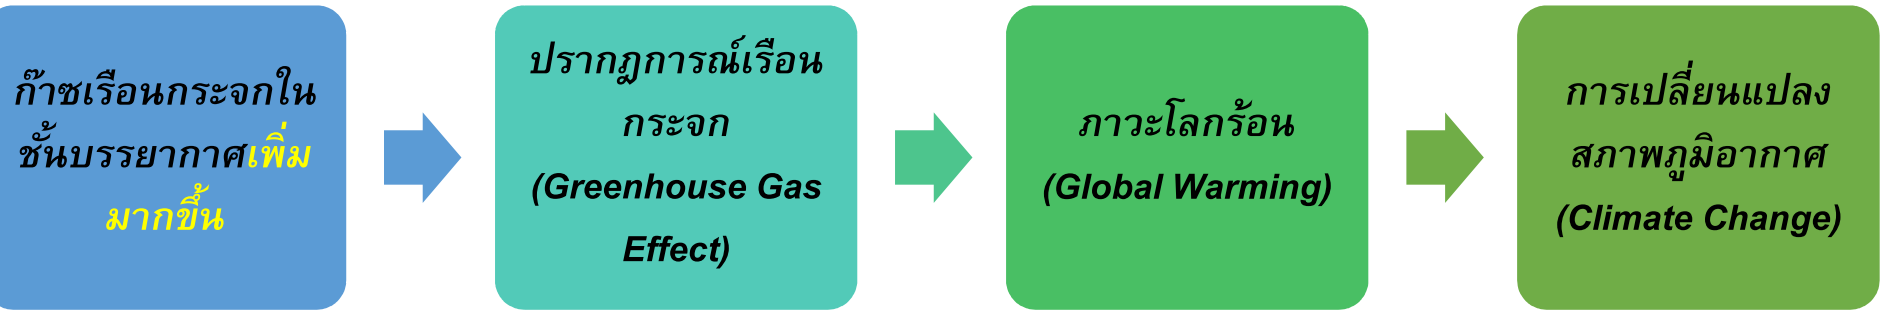 ก๊าซเรือนกระจกใน
ชั้นบรรยากาศเพิ่ม
มากขึ้น
ปรากฏการณ์เรือน
กระจก
(Greenhouse Gas
Effect)
ภาวะโลกร้อน
(Global Warming)
การเปลี่ยนแปลง
สภาพภูมิอากาศ
(Climate Change)